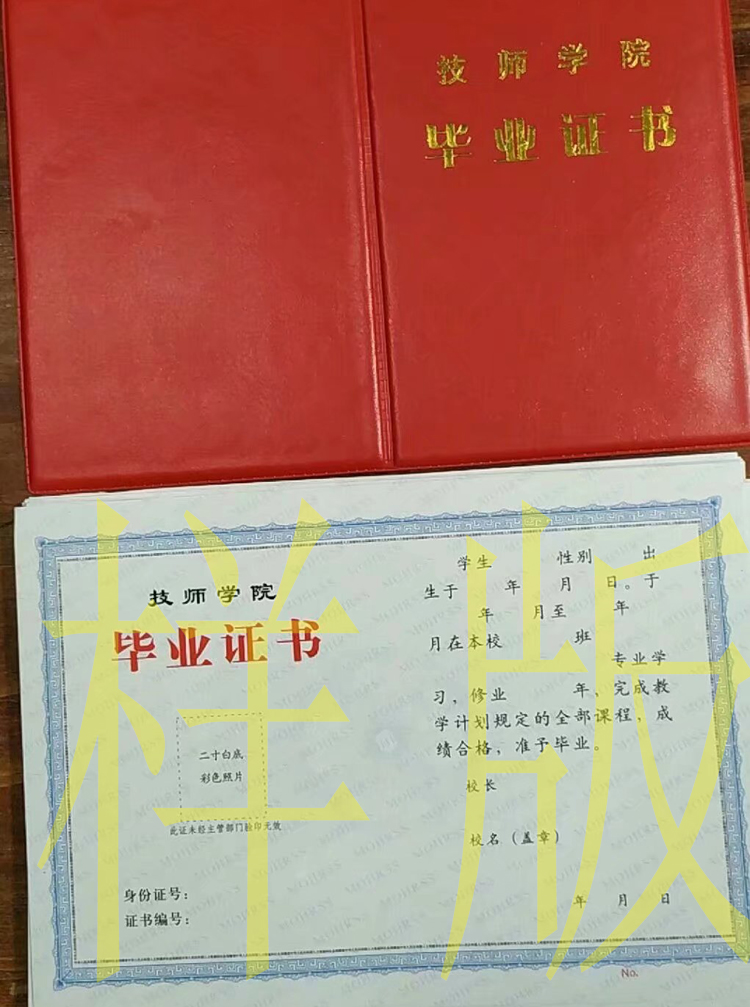 技师学院
毕业证书
技师学院
毕业证书
二寸白底
彩色照片
此证未经主管部门验印无效
身份证号：
证书编号：
学生 性别 出
生于 年 月 日。于
年 月至 年
月在本校 班
专业学
习，修业 年，完成教
学计划规定的全部课程，成
绩合格，准予毕业。
校长
校名（盖章）
年 月 日
No.
样版